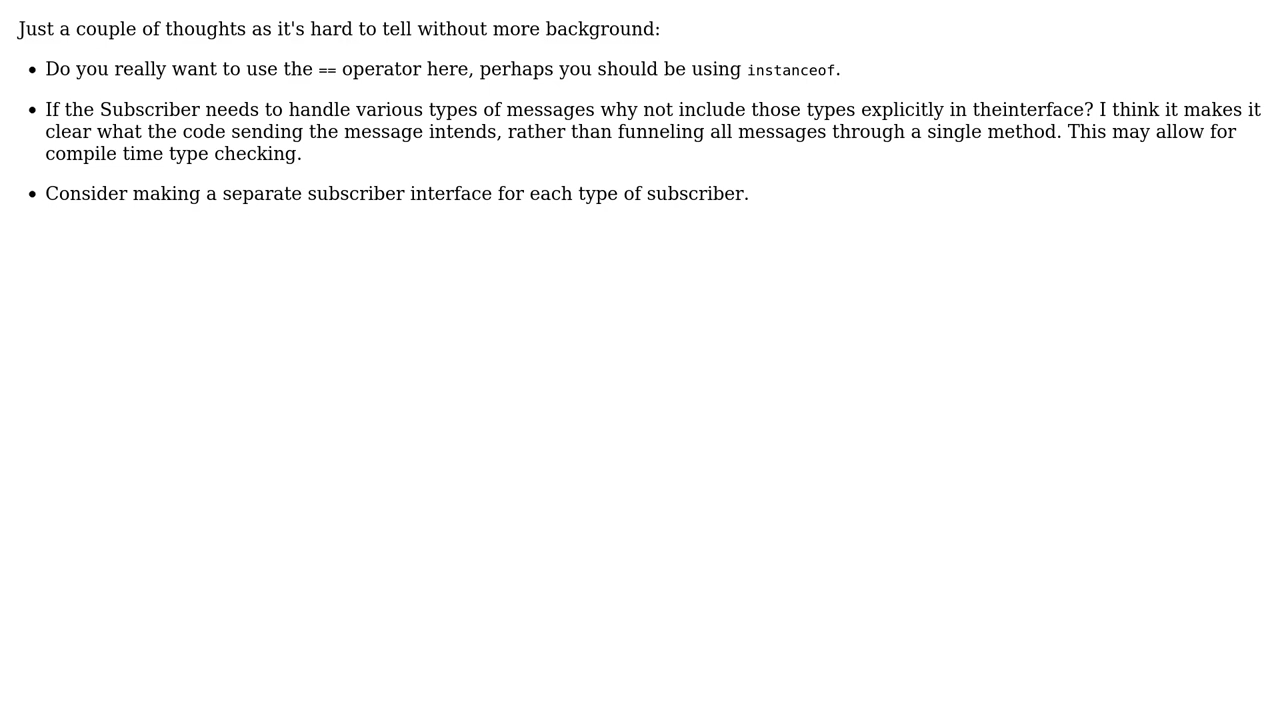 Just a couple of thoughts as it's hard to tell without more background:
• Do you really want to use the == operator here, perhaps you should be using instanceof.
• If the Subscriber needs to handle various types of messages why not include those types explicitly in theinterface? I think it makes it
clear what the code sending the message intends, rather than funneling all messages through a single method. This may allow for
compile time type checking.
• Consider making a separate subscriber interface for each type of subscriber.